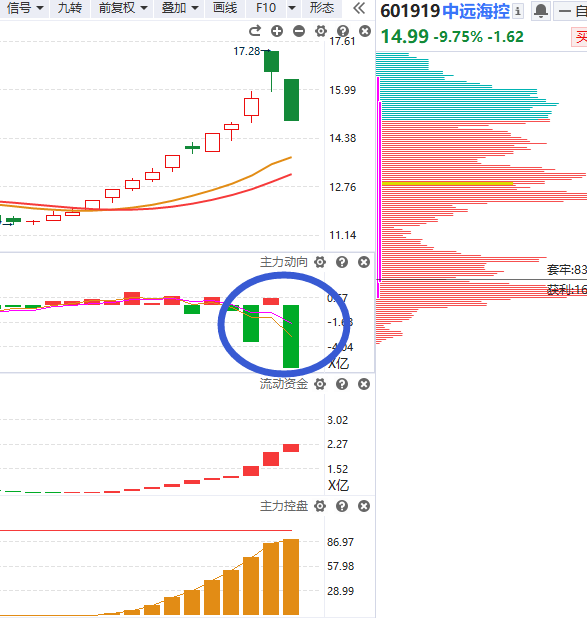 信号 九转 前复权 叠加 画线 F10 形态
601919 中远海控
14.99 -9.75% -1.62
17.28
17.61
15.99
14.38
12.76
11.14
主力动向
0.67
-1.68
-4.04
X亿
套牢:83
获利:16
流动资金
3.02
2.27
1.52
X亿
主力控盘
86.97
57.98
28.99